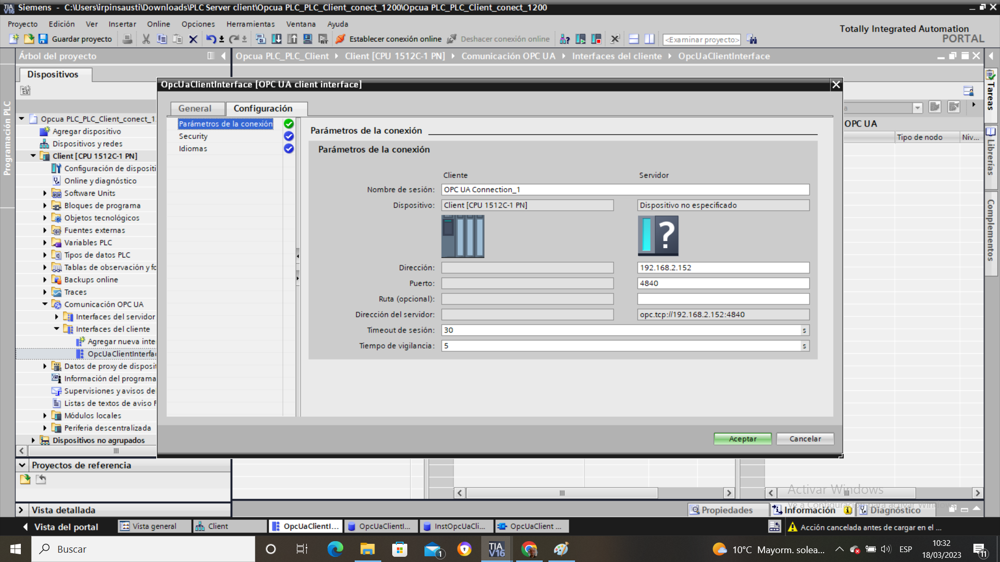 Siemens - C:\Users\irpinsausti\Downloads\PLC Server client\Opcua PLC_PLC_Client_conect_1200\Opcua PLC_PLC_Client_conect_1200
Proyecto Edición Ver Insertar Online Opciones Herramientas Ventana Ayuda
Totally Integrated Automation
PORTAL
Guardar proyecto
Establecer conexión online
Deshacer conexión online
<Examinar proyecto>
Árbol del proyecto
Opcua PLC_PLC_Client Client [CPU 1512C-1 PN] Comunicación OPC UA Interfaces del cliente OpcUaClientInterface
Dispositivos
Programación PLC
Opcua PLC_PLC_Client_conect_1
Agregar dispositivo
Dispositivos y redes
Client [CPU 1512C-1 PN]
Configuración de dispositi
Online y diagnóstico
Software Units
Bloques de programa
Objetos tecnológicos
Fuentes externas
Variables PLC
Tipos de datos PLC
Tablas de observación y fo
Backups online
Traces
Comunicación OPC UA
Interfaces del servidor
Interfaces del cliente
Agregar nueva inte
OpcUaClientInterfa
Datos de proxy de disposit
Información del programa
Supervisiones y avisos de
Listas de textos de aviso
Módulos locales
Periferia descentralizada
Dispositivos no agrupados
Proyectos de referencia
Vista detallada
OpcUaClientInterface [OPC UA client interface]
General Configuración
Parámetros de la conexión
Security
Idiomas
Parámetros de la conexión
Parámetros de la conexión
Cliente Servidor
Nombre de sesión: OPC UA Connection_1
Dispositivo: Client [CPU 1512C-1 PN] Dispositivo no especificado
?
Dirección: 192.168.2.152
Puerto: 4840
Ruta (opcional):
Dirección del servidor: opc.tcp://192.168.2.152:4840
Timeout de sesión: 30 s
Tiempo de vigilancia: 5 s
Aceptar Cancelar
OPC UA
Tipo de nodo Niv...
Tareas
Librerías
Complementos
Activar Windows
Ve a Configuración para activar Windows.
Propiedades Información Diagnóstico
Vista del portal Vista general Client OpcUaClientI... OpcUaClientI... InstOpcUaCli... OpcUaClient ...
Acción cancelada antes de cargar en el ...
Buscar
1
TIA V16
10°C Mayorm. solea...
ESP
10:32
18/03/2023
11